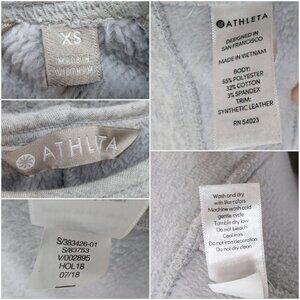 XS
MADE IN
VIETNAM
ATHLETA
DESIGNED IN
SAN FRANCISCO
MADE IN VIETNAM
BODY:
65% POLYESTER
32% COTTON
3% SPANDEX
TRIM:
SYNTHETIC LEATHER
RN 54023
ATHLETA
S/383426-01
S/83753
V/002895
HOL18
07/18
Wash and dry
with like colors
Machine wash cold
gentle cycle
Tumble dry low
Do not bleach
Cool iron
Do not iron decoration
Do not dry clean